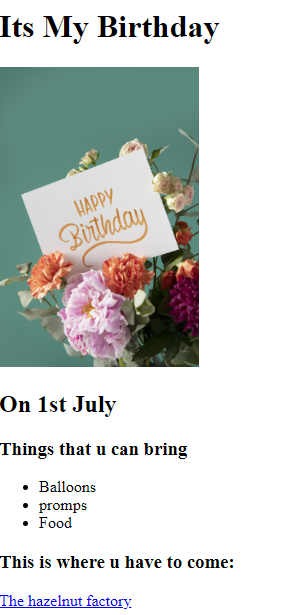 Its My Birthday
HAPPY
Birthday
On 1st July
Things that u can bring
Balloons
promps
Food
This is where u have to come:
The hazelnut factory